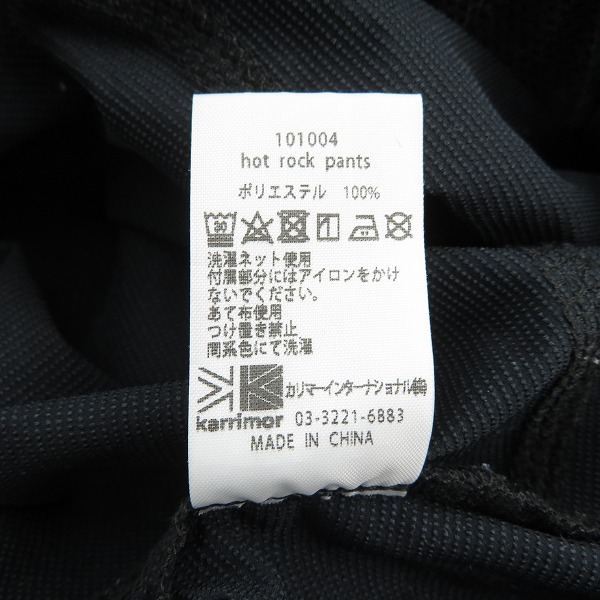 101004
hot rock pants
ポリエステル 100%
30
洗濯ネット使用
付属部分にはアイロンをかけ
ないでください。
あて布使用
つけ置き禁止
同系色にて洗濯
カリマーインターナショナル㈱
karrimor 03-3221-6883
MADE IN CHINA